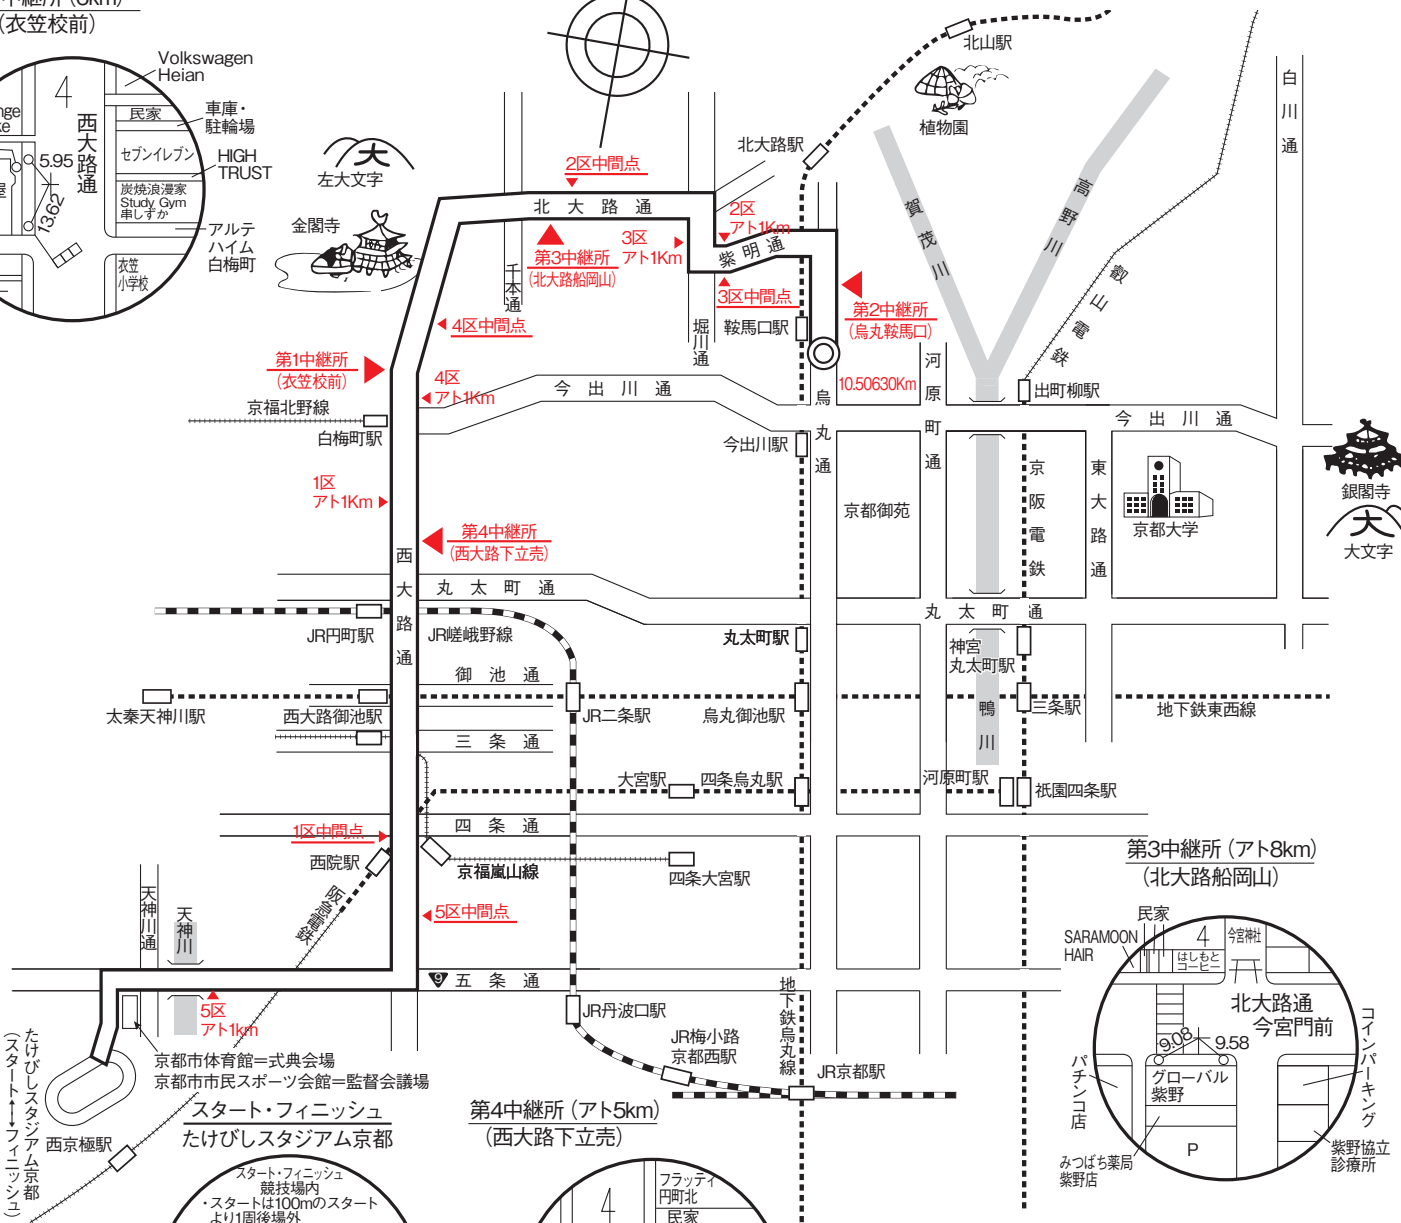 (衣笠校前)
Volkswagen
Heian
4
西大路通
民家
車庫・
駐輪場
セブンイレブン
HIGH
TRUST
5.95
13.62
炭焼浪漫家
Study Gym
串しずか
アルテ
ハイム
白梅町
衣笠
小学校
左大文字
金閣寺
北大路駅
北山駅
植物園
白川通
2区中間点
北大路通
2区
アト1Km
3区
アト1Km
紫明通
第3中継所
(北大路船岡山)
3区中間点
第2中継所
(烏丸鞍馬口)
鞍馬口駅
千本通
堀川通
賀茂川
高野川
叡山電鉄
4区中間点
第1中継所
(衣笠校前)
4区
アト1Km
京福北野線
白梅町駅
今出川通
烏丸通
10.50630Km
河原町通
出町柳駅
今出川通
今出川駅
京都御苑
京阪電鉄
東大路通
京都大学
銀閣寺
大文字
1区
アト1Km
第4中継所
(西大路下立売)
西大路通
丸太町通
丸太町通
JR円町駅
JR嵯峨野線
丸太町駅
神宮
丸太町駅
御池通
太秦天神川駅
西大路御池駅
JR二条駅
烏丸御池駅
鴨川
三条駅
地下鉄東西線
三条通
大宮駅
四条烏丸駅
河原町駅
祇園四条駅
1区中間点
四条通
西院駅
京福嵐山線
四条大宮駅
阪急電鉄
天神川通
天神川
5区中間点
9
五条通
5区
アト1km
JR丹波口駅
地下鉄烏丸線
JR梅小路
京都西駅
JR京都駅
京都市体育館=式典会場
京都市市民スポーツ会館=監督会議場
たけびしスタジアム京都
(スタート⟷フィニッシュ)
西京極駅
スタート・フィニッシュ
たけびしスタジアム京都
スタート・フィニッシュ
競技場内
・スタートは100mのスタート
より1周後場外
第4中継所(アト5km)
(西大路下立売)
4
フラッティ
円町北
民家
第3中継所(アト8km)
(北大路船岡山)
民家
SARAMOON
HAIR
4
はしもと
コーヒー
今宮神社
北大路通
今宮門前
9.08
9.58
グローバル
紫野
P
パチンコ店
コインパーキング
みつばち薬局
紫野店
紫野協立
診療所